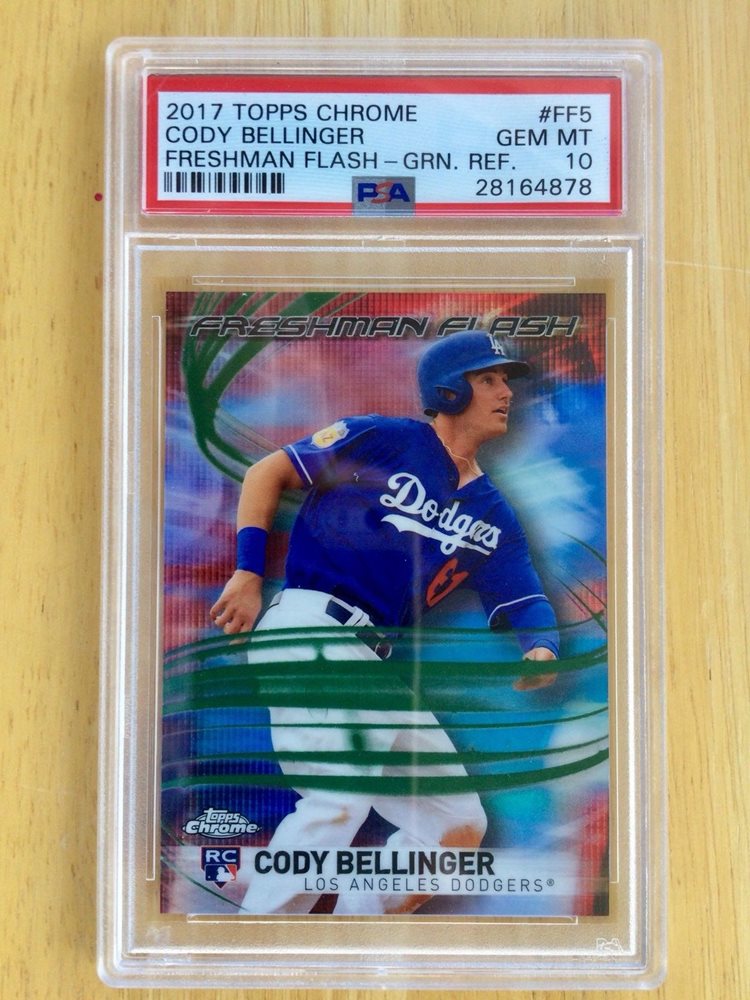 2017 TOPPS CHROME #FF5
CODY BELLINGER GEM MT
FRESHMAN FLASH - GRN. REF. 10
PSA 28164878
FRESHMAN FLASH
LA
Dodgers
Topps
Chrome
RC
CODY BELLINGER
LOS ANGELES DODGERS®